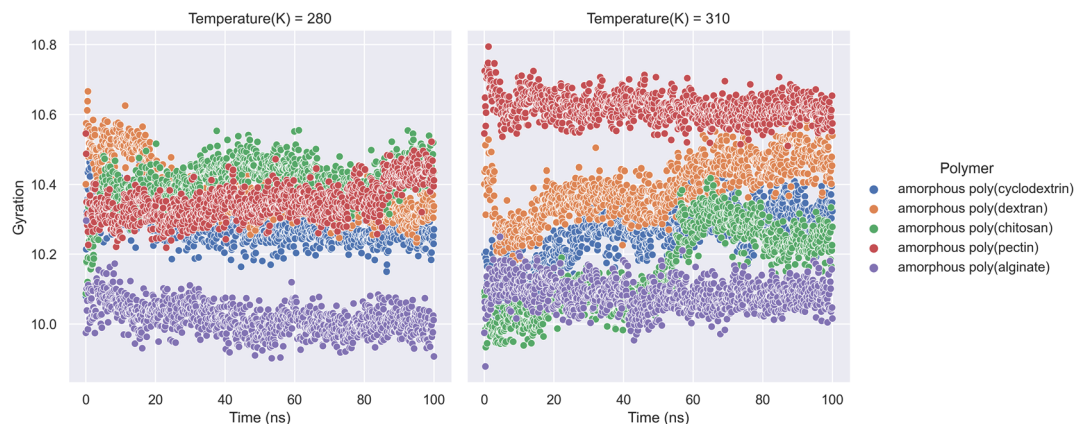 Temperature(K) = 280
Temperature(K) = 310
10.8
10.6
10.4
10.2
10.0
Gyration
0 20 40 60 80 100
0 20 40 60 80 100
Time (ns)
Time (ns)
Polymer
amorphous poly(cyclodextrin)
amorphous poly(dextran)
amorphous poly(chitosan)
amorphous poly(pectin)
amorphous poly(alginate)